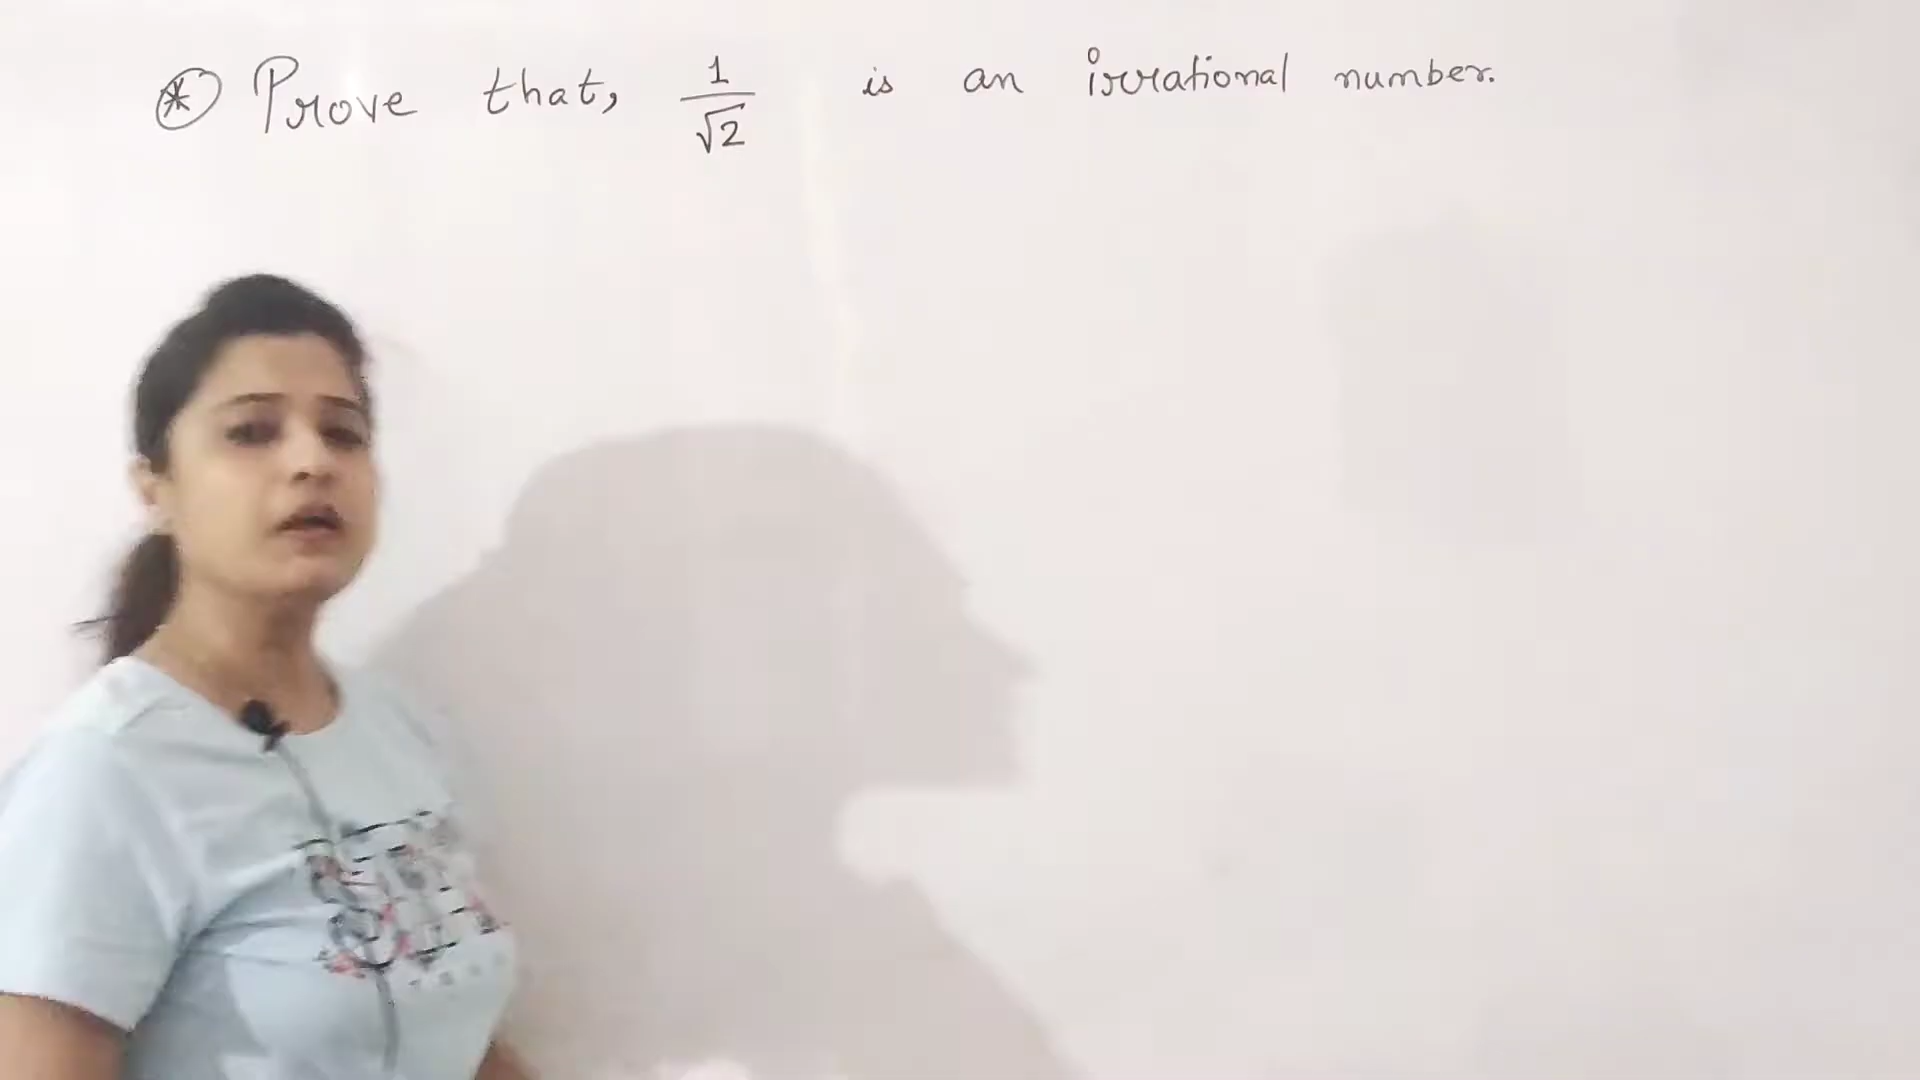 * Prove that, 1/√2 is an irrational number.